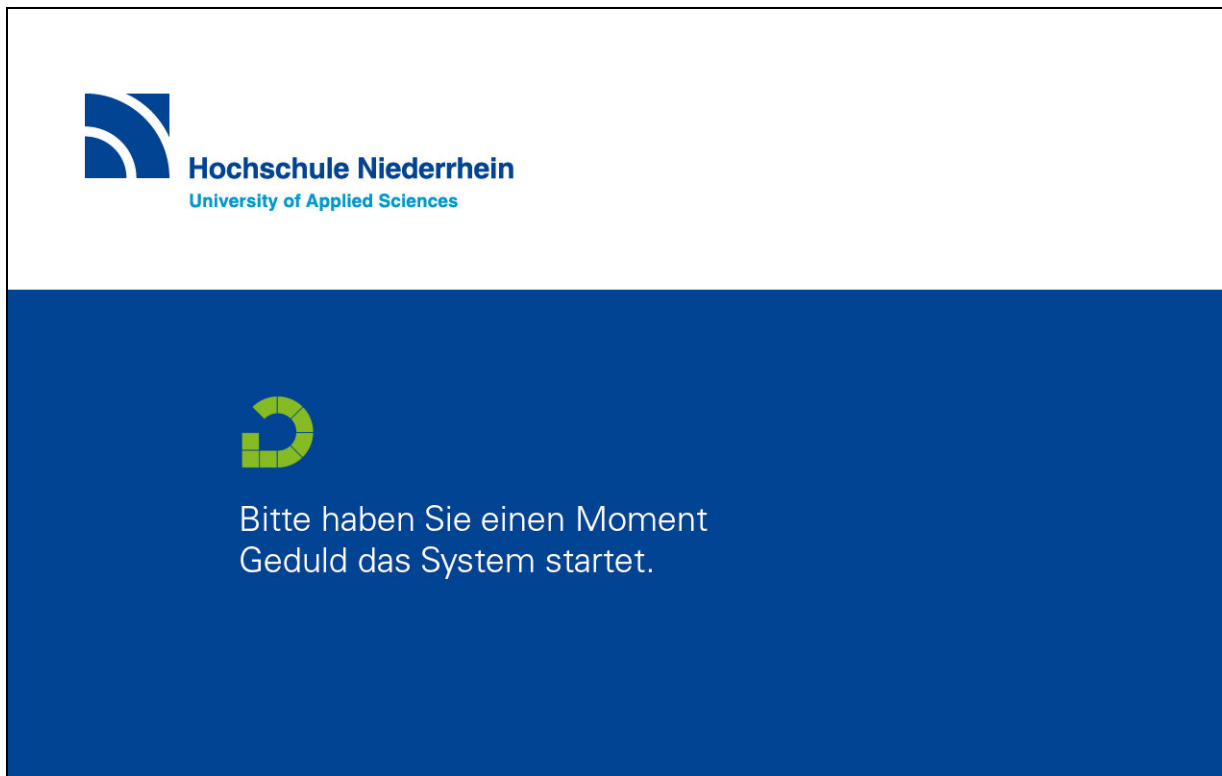 Hochschule Niederrhein
University of Applied Sciences
Bitte haben Sie einen Moment
Geduld das System startet.